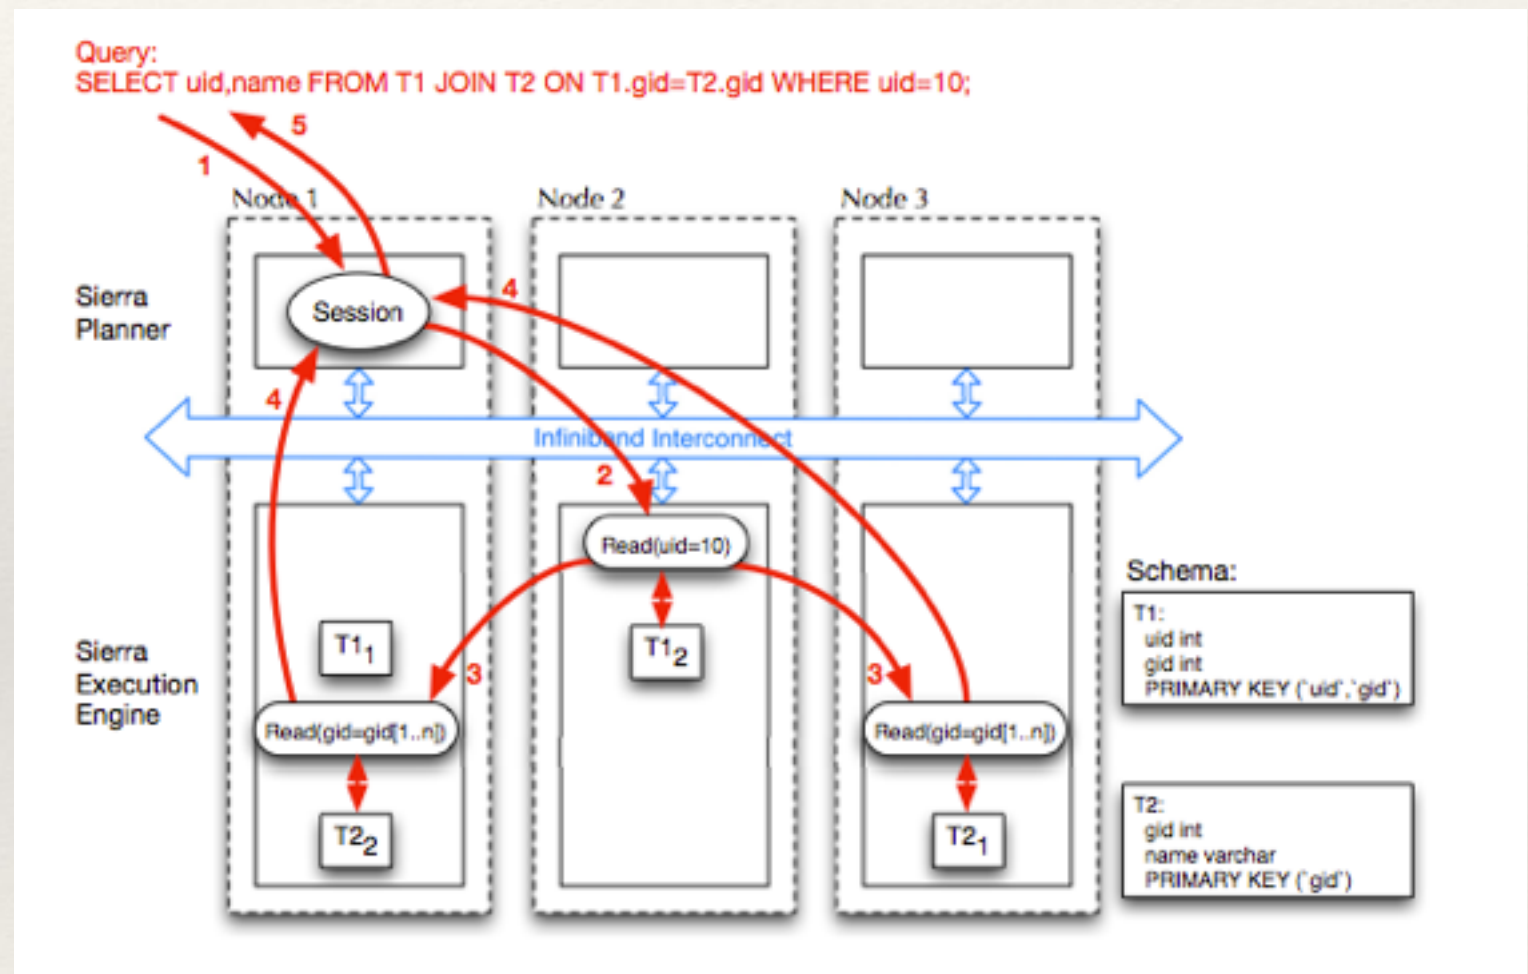 Query:
SELECT uid,name FROM T1 JOIN T2 ON T1.gid=T2.gid WHERE uid=10;
1
5
Node 1
Node 2
Node 3
Sierra
Planner
Session
4
4
Infiniband Interconnect
2
Read(uid=10)
Sierra
Execution
Engine
T1₁
T1₂
3
3
Read(gid=gid[1..n])
Read(gid=gid[1..n])
T2₂
T2₁
Schema:
T1:
uid int
gid int
PRIMARY KEY (`uid`,`gid`)
T2:
gid int
name varchar
PRIMARY KEY (`gid`)